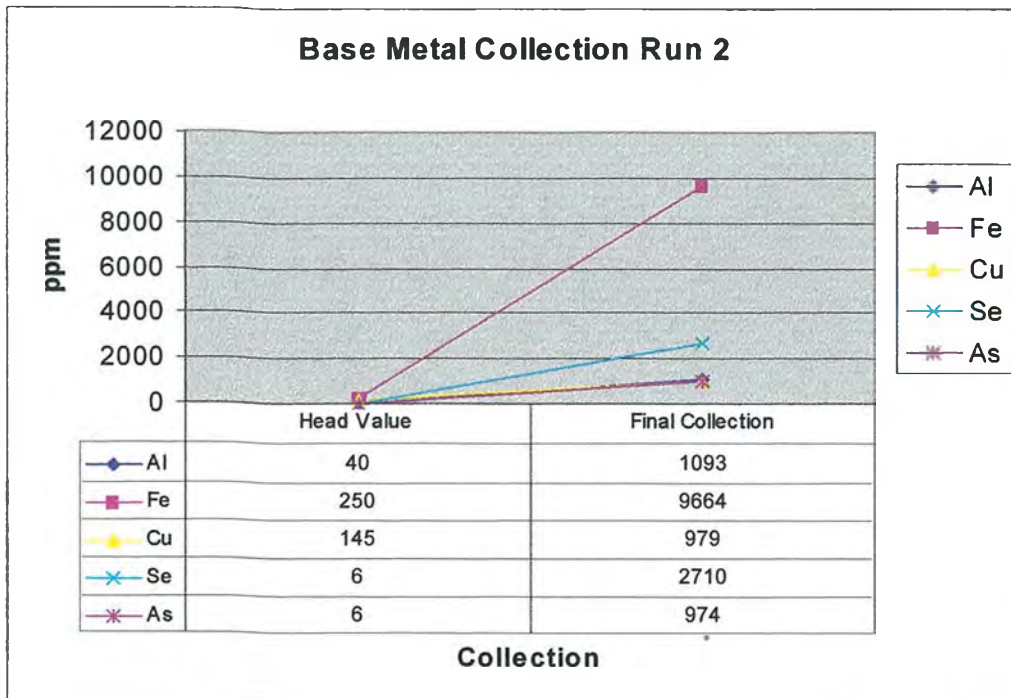 Base Metal Collection Run 2
12000
10000
8000
6000
4000
2000
0
ppm
Al
Fe
Cu
Se
As
Head Value Final Collection
Al 40 1093
Fe 250 9664
Cu 145 979
Se 6 2710
As 6 974
Collection